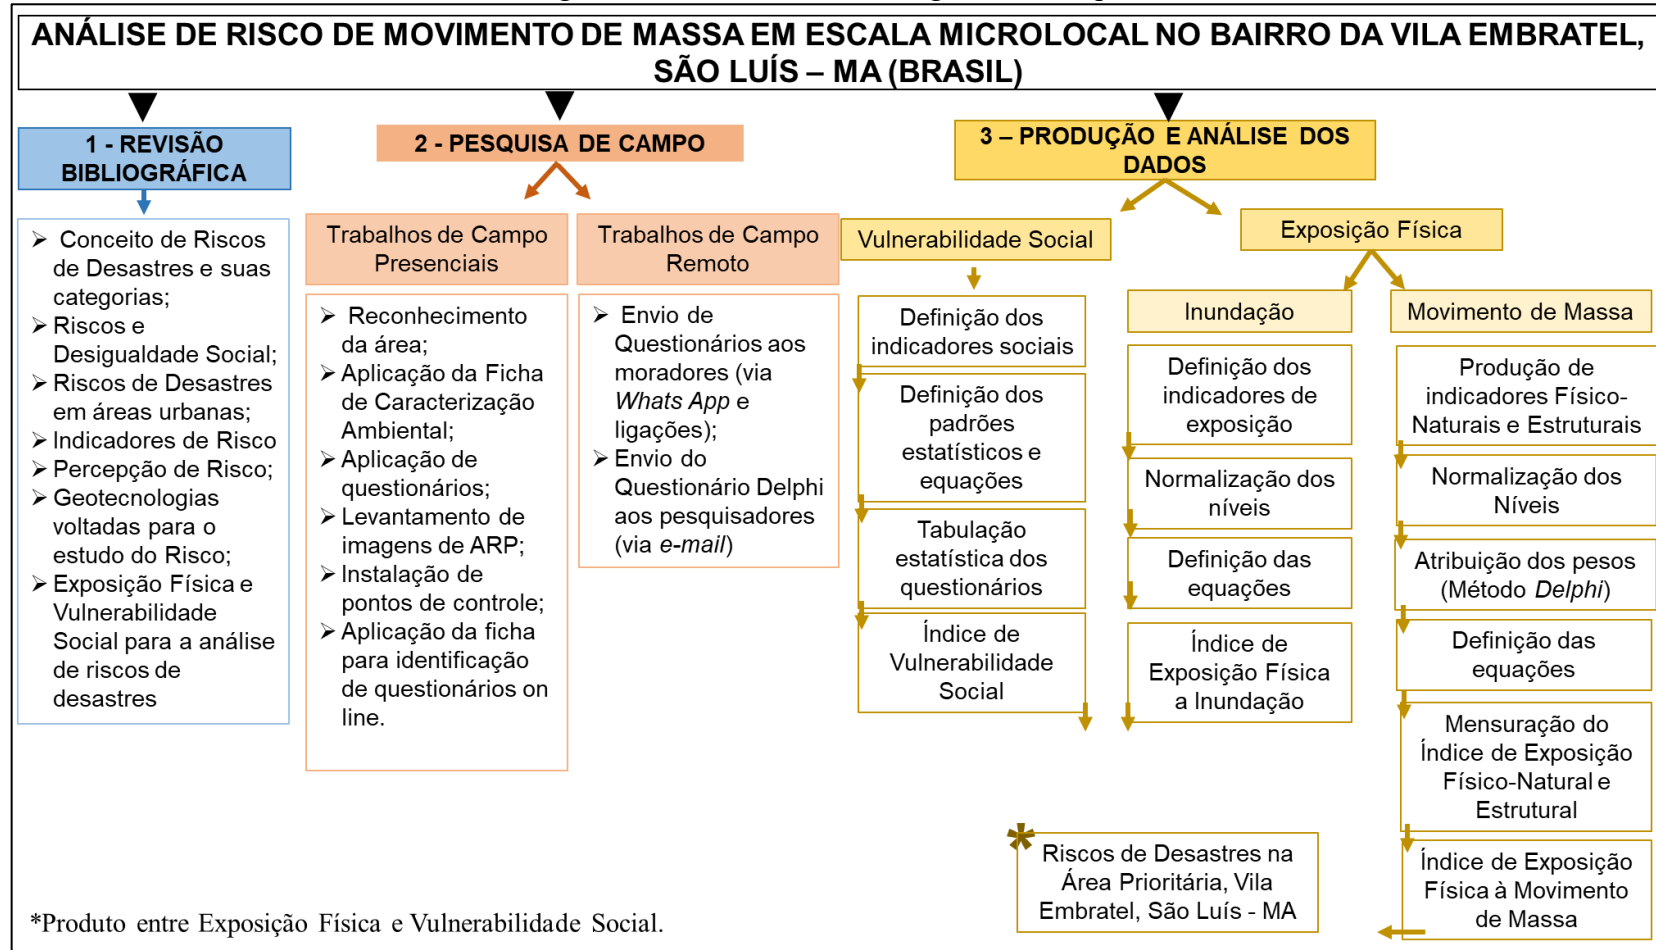 ANÁLISE DE RISCO DE MOVIMENTO DE MASSA EM ESCALA MICROLOCAL NO BAIRRO DA VILA EMBRATEL,
SÃO LUÍS – MA (BRASIL)
1 - REVISÃO
BIBLIOGRÁFICA
➢ Conceito de Riscos
de Desastres e suas
categorias;
➢ Riscos e
Desigualdade Social;
➢ Riscos de Desastres
em áreas urbanas;
➢ Indicadores de Risco
➢ Percepção de Risco;
➢ Geotecnologias
voltadas para o
estudo do Risco;
➢ Exposição Física e
Vulnerabilidade
Social para a análise
de riscos de
desastres
2 - PESQUISA DE CAMPO
Trabalhos de Campo
Presenciais
➢ Reconhecimento
da área;
➢ Aplicação da Ficha
de Caracterização
Ambiental;
➢ Aplicação de
questionários;
➢ Levantamento de
imagens de ARP;
➢ Instalação de
pontos de controle;
➢ Aplicação da ficha
para identificação
de questionários on
line.
Trabalhos de Campo
Remoto
➢ Envio de
Questionários aos
moradores (via
Whats App e
ligações);
➢ Envio do
Questionário Delphi
aos pesquisadores
(via e-mail)
3 – PRODUÇÃO E ANÁLISE DOS
DADOS
Vulnerabilidade Social
Definição dos
indicadores sociais
Definição dos
padrões
estatísticos e
equações
Tabulação
estatística dos
questionários
Índice de
Vulnerabilidade
Social
Exposição Física
Inundação
Definição dos
indicadores de
exposição
Normalização dos
níveis
Definição das
equações
Índice de
Exposição Física
a Inundação
Movimento de Massa
Produção de
indicadores Físico-
Naturais e Estruturais
Normalização dos
Níveis
Atribuição dos pesos
(Método Delphi)
Definição das
equações
Mensuração do
Índice de Exposição
Físico-Natural e
Estrutural
Índice de Exposição
Física à Movimento
de Massa
*
Riscos de Desastres na
Área Prioritária, Vila
Embratel, São Luís - MA
*Produto entre Exposição Física e Vulnerabilidade Social.